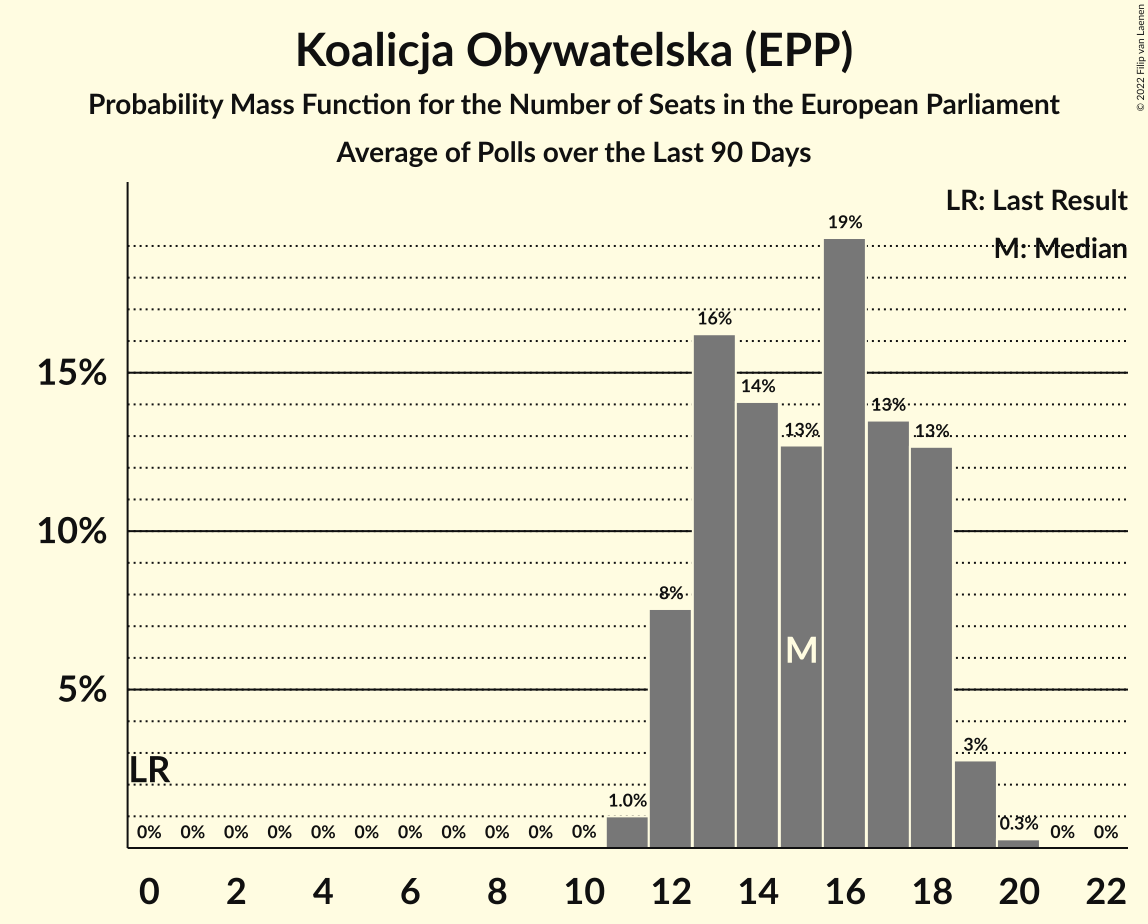 Koalicja Obywatelska (EPP)
Probability Mass Function for the Number of Seats in the European Parliament
Average of Polls over the Last 90 Days
© 2022 Filip van Laenen
LR: Last Result
M: Median
19%
16%
15%
14%
13%
13%
13%
10%
8%
M
5%
3%
LR
1.0%
0.3%
0% 0% 0% 0% 0% 0% 0% 0% 0% 0% 0% 0% 0%
0 2 4 6 8 10 12 14 16 18 20 22